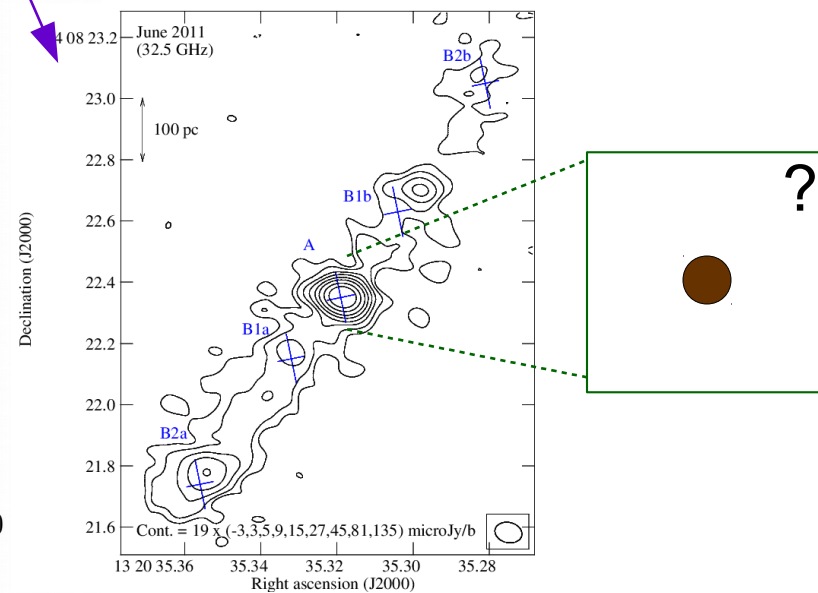 June 2011
(32.5 GHz)
4 08 23.2
23.0
22.8
22.6
22.4
22.2
22.0
21.8
21.6
100 pc
B2b
B1b
A
B1a
B2a
?
Declination (J2000)
Cont. = 19 x (-3,3,5,9,15,27,45,81,135) microJy/b
13 20 35.36
35.34
35.32
35.30
35.28
Right ascension (J2000)